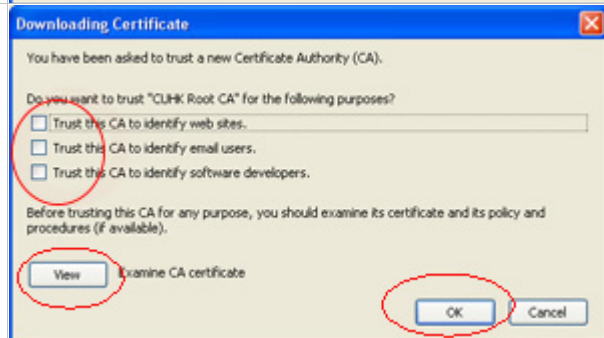 Downloading Certificate
You have been asked to trust a new Certificate Authority (CA).
Do you want to trust "CUHK Root CA" for the following purposes?
Trust this CA to identify web sites.
Trust this CA to identify email users.
Trust this CA to identify software developers.
Before trusting this CA for any purpose, you should examine its certificate and its policy and
procedures (if available).
View Examine CA certificate
OK Cancel